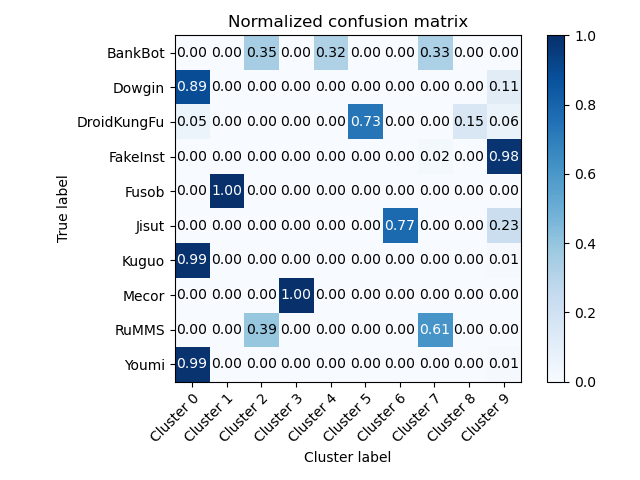 Normalized confusion matrix
BankBot 0.00 0.00 0.35 0.00 0.32 0.00 0.00 0.33 0.00 0.00
Dowgin 0.89 0.00 0.00 0.00 0.00 0.00 0.00 0.00 0.00 0.11
DroidKungFu 0.05 0.00 0.00 0.00 0.00 0.73 0.00 0.00 0.15 0.06
FakeInst 0.00 0.00 0.00 0.00 0.00 0.00 0.00 0.02 0.00 0.98
Fusob 0.00 1.00 0.00 0.00 0.00 0.00 0.00 0.00 0.00 0.00
Jisut 0.00 0.00 0.00 0.00 0.00 0.00 0.77 0.00 0.00 0.23
Kuguo 0.99 0.00 0.00 0.00 0.00 0.00 0.00 0.00 0.00 0.01
Mecor 0.00 0.00 0.00 1.00 0.00 0.00 0.00 0.00 0.00 0.00
RuMMS 0.00 0.00 0.39 0.00 0.00 0.00 0.00 0.61 0.00 0.00
Youmi 0.99 0.00 0.00 0.00 0.00 0.00 0.00 0.00 0.00 0.01
True label
Cluster 0 Cluster 1 Cluster 2 Cluster 3 Cluster 4 Cluster 5 Cluster 6 Cluster 7 Cluster 8 Cluster 9
Cluster label
1.0
0.8
0.6
0.4
0.2
0.0